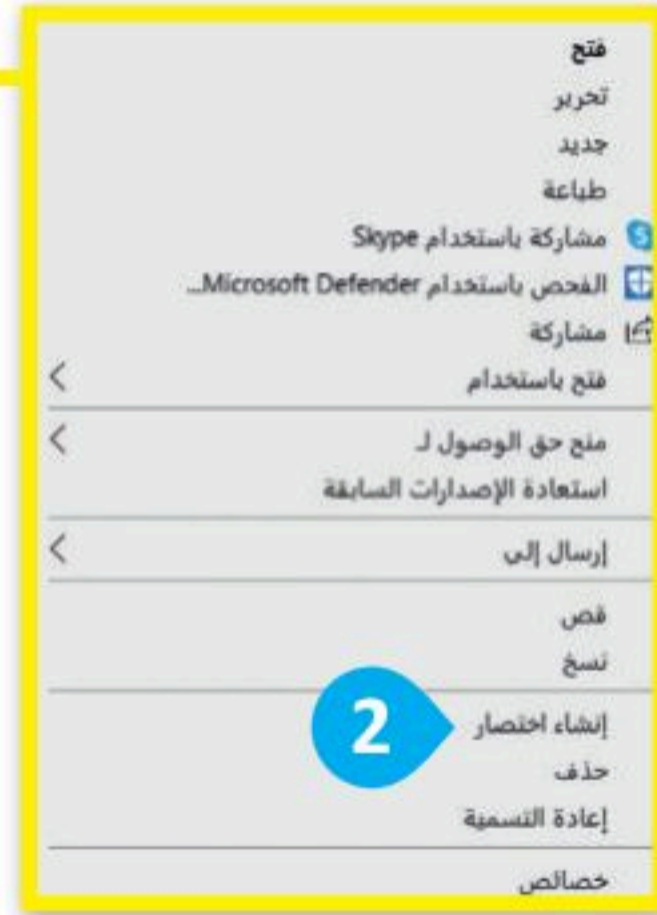 فتح
تحرير
جديد
طباعة
مشاركة باستخدام Skype
الفحص باستخدام Microsoft Defender...
مشاركة
فتح باستخدام
منح حق الوصول لـ
استعادة الإصدارات السابقة
إرسال إلى
قص
نسخ
2
إنشاء اختصار
حذف
إعادة التسمية
خصائص